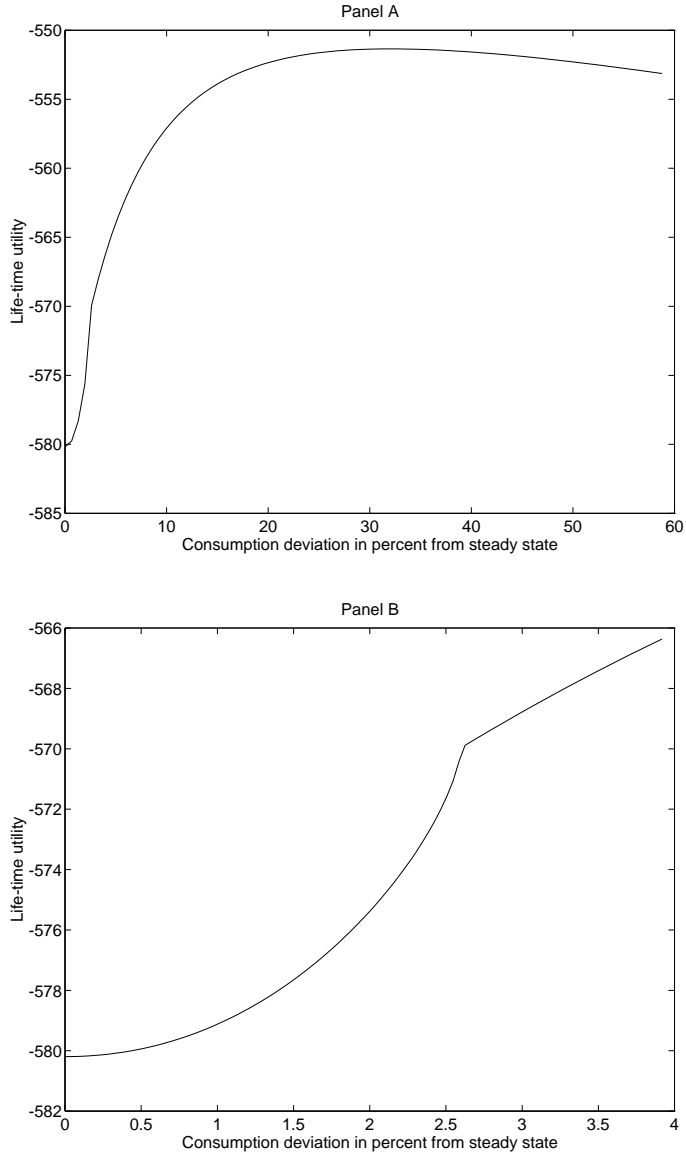 Panel A
-550
-555
-560
-565
-570
-575
-580
-585
Life-time utility
0 10 20 30 40 50 60
Consumption deviation in percent from steady state
Panel B
-566
-568
-570
-572
-574
-576
-578
-580
-582
Life-time utility
0 0.5 1 1.5 2 2.5 3 3.5 4
Consumption deviation in percent from steady state